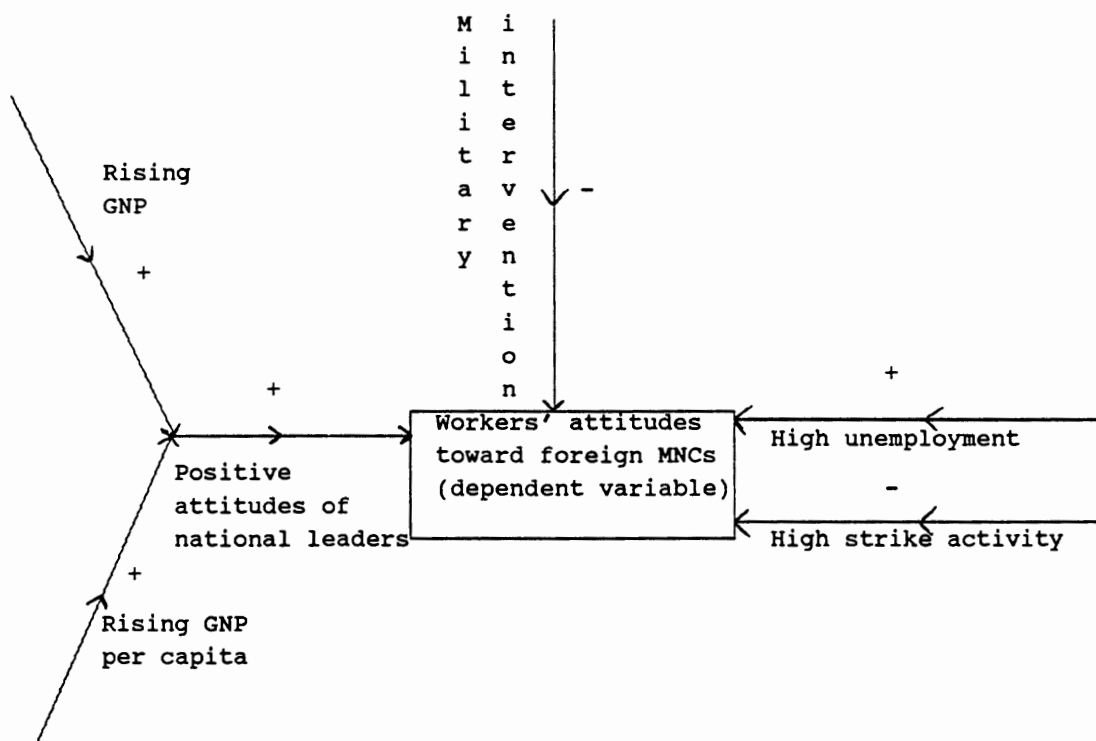 Military
intervention
-
Rising
GNP
+
+
+
Workers' attitudes
toward foreign MNCs
(dependent variable)
High unemployment
-
High strike activity
Positive
attitudes of
national leaders
+
Rising GNP
per capita